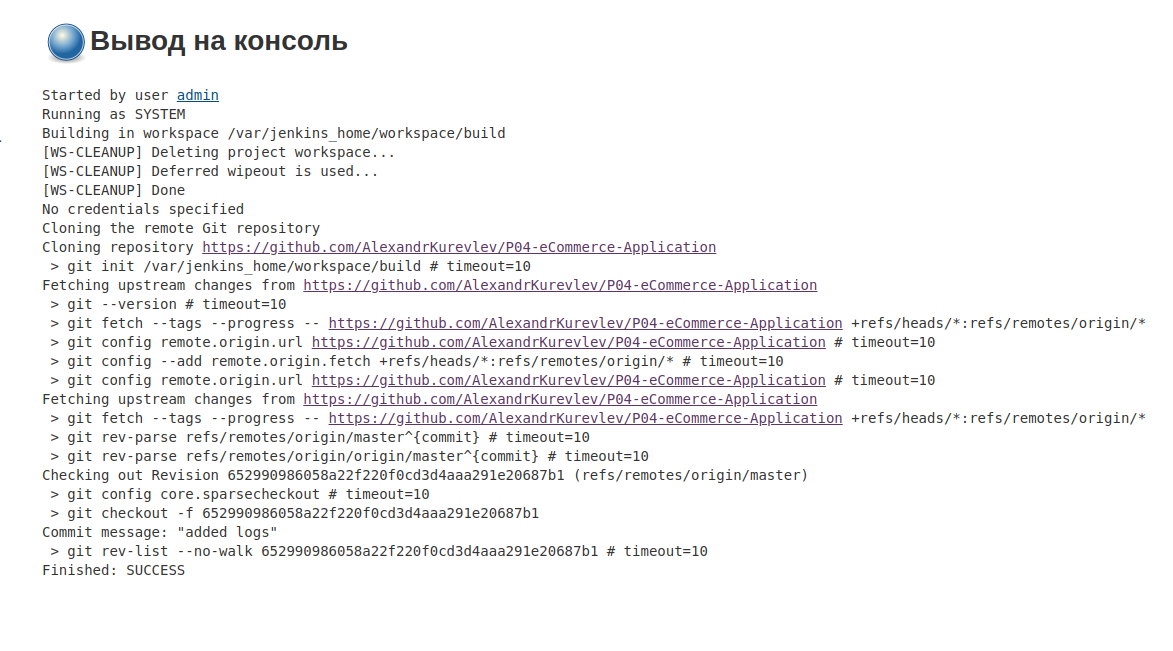 Вывод на консоль
Started by user admin
Running as SYSTEM
Building in workspace /var/jenkins_home/workspace/build
[WS-CLEANUP] Deleting project workspace...
[WS-CLEANUP] Deferred wipeout is used...
[WS-CLEANUP] Done
No credentials specified
Cloning the remote Git repository
Cloning repository https://github.com/AlexandrKurevlev/P04-eCommerce-Application
 > git init /var/jenkins_home/workspace/build # timeout=10
Fetching upstream changes from https://github.com/AlexandrKurevlev/P04-eCommerce-Application
 > git --version # timeout=10
 > git fetch --tags --progress -- https://github.com/AlexandrKurevlev/P04-eCommerce-Application +refs/heads/*:refs/remotes/origin/*
 > git config remote.origin.url https://github.com/AlexandrKurevlev/P04-eCommerce-Application # timeout=10
 > git config --add remote.origin.fetch +refs/heads/*:refs/remotes/origin/* # timeout=10
 > git config remote.origin.url https://github.com/AlexandrKurevlev/P04-eCommerce-Application # timeout=10
Fetching upstream changes from https://github.com/AlexandrKurevlev/P04-eCommerce-Application
 > git fetch --tags --progress -- https://github.com/AlexandrKurevlev/P04-eCommerce-Application +refs/heads/*:refs/remotes/origin/*
 > git rev-parse refs/remotes/origin/master^{commit} # timeout=10
 > git rev-parse refs/remotes/origin/origin/master^{commit} # timeout=10
Checking out Revision 652990986058a22f220f0cd3d4aaa291e20687b1 (refs/remotes/origin/master)
 > git config core.sparsecheckout # timeout=10
 > git checkout -f 652990986058a22f220f0cd3d4aaa291e20687b1
Commit message: "added logs"
 > git rev-list --no-walk 652990986058a22f220f0cd3d4aaa291e20687b1 # timeout=10
Finished: SUCCESS